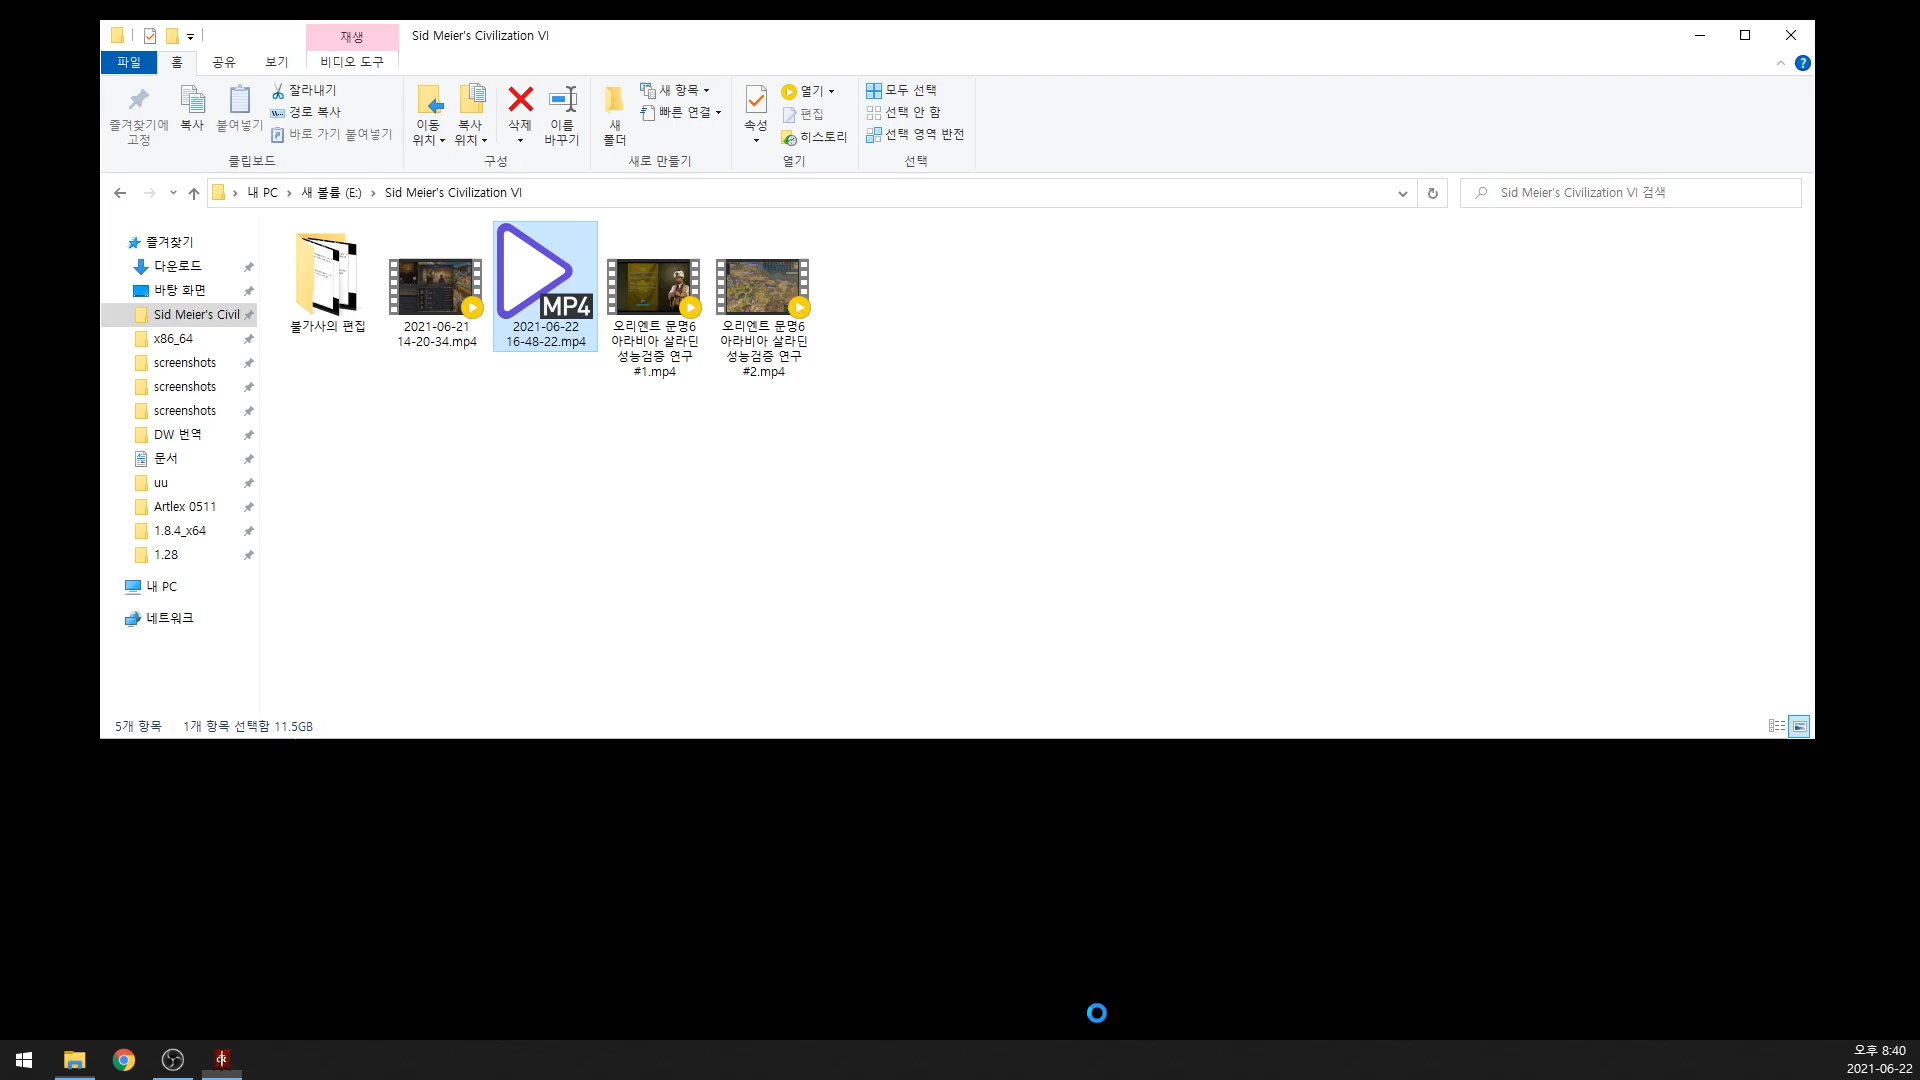 재생
Sid Meier's Civilization VI
파일
홈
공유
보기
비디오 도구
즐겨찾기에
고정
복사
붙여넣기
잘라내기
경로 복사
바로 가기 붙여넣기
클립보드
이동
위치
복사
위치
삭제
이름
바꾸기
구성
새
폴더
새 항목
빠른 연결
새로 만들기
속성
열기
편집
히스토리
열기
모두 선택
선택 안 함
선택 영역 반전
선택
내 PC
새 볼륨 (E:)
Sid Meier's Civilization VI
Sid Meier's Civilization VI 검색
즐겨찾기
다운로드
바탕 화면
Sid Meier's Civil
x86_64
screenshots
screenshots
screenshots
DW 번역
문서
uu
Artlex 0511
1.8.4_x64
1.28
내 PC
네트워크
불가사의 편집
2021-06-21
14-20-34.mp4
MP4
2021-06-22
16-48-22.mp4
오리엔트 문명6
아라비아 살라딘
성능검증 연구
#1.mp4
오리엔트 문명6
아라비아 살라딘
성능검증 연구
#2.mp4
5개 항목
1개 항목 선택함 11.5GB
오후 8:40
2021-06-22